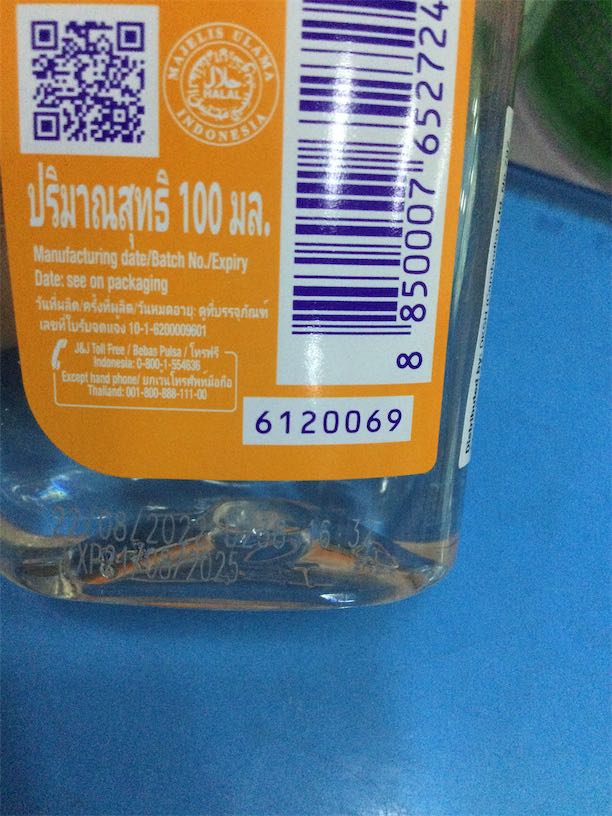 MAJELIS ULAMA
HALAL
INDONESIA
ปริมาณสุทธิ 100 มล.
Manufacturing date/Batch No./Expiry
Date: see on packaging
วันที่ผลิต/ครั้งที่ผลิต/วันหมดอายุ: ดูที่บรรจุภัณฑ์
เลขที่ใบรับจดแจ้ง 10-1-6200009601
J&J Toll Free / Bebas Pulsa / โทรฟรี
Indonesia: 0-800-1-554636
Except hand phone/ ยกเว้นโทรศัพท์มือถือ
Thailand: 001-800-888-111-00
8 850007 652724
6120069
Distributed by
EXP 08/2025